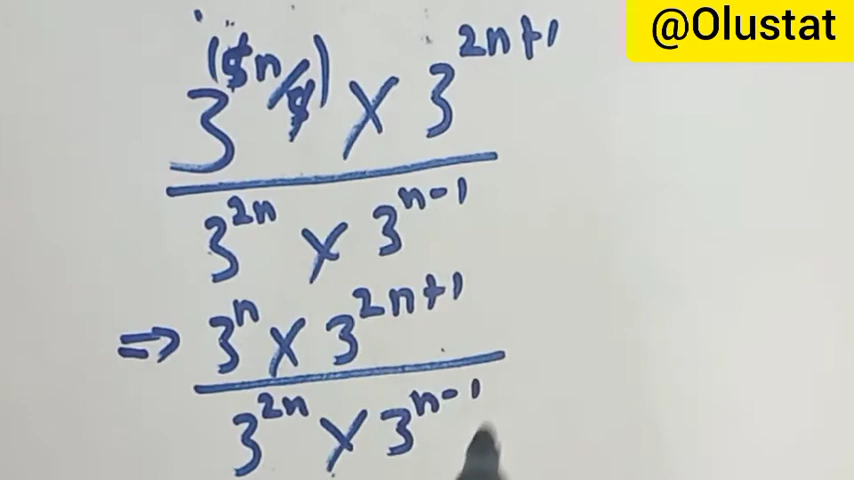 @Olustat
3^(5n/5) × 3^2n+1
3^2n × 3^n-1
⇒ 3^n × 3^2n+1
3^2n × 3^n-1